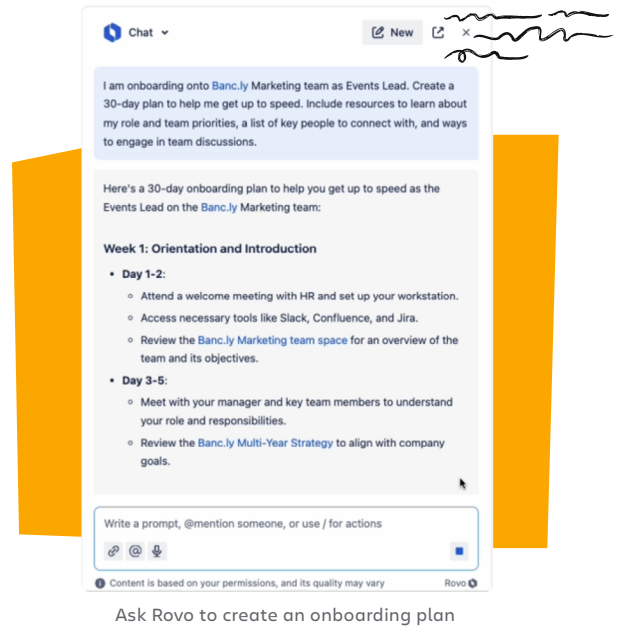 Chat
New
I am onboarding onto Banc.ly Marketing team as Events Lead. Create a
30-day plan to help me get up to speed. Include resources to learn about
my role and team priorities, a list of key people to connect with, and ways
to engage in team discussions.
Here's a 30-day onboarding plan to help you get up to speed as the
Events Lead on the Banc.ly Marketing team:
Week 1: Orientation and Introduction
• Day 1-2:
◦ Attend a welcome meeting with HR and set up your workstation.
◦ Access necessary tools like Slack, Confluence, and Jira.
◦ Review the Banc.ly Marketing team space for an overview of the
team and its objectives.
• Day 3-5:
◦ Meet with your manager and key team members to understand
your role and responsibilities.
◦ Review the Banc.ly Multi-Year Strategy to align with company
goals.
Write a prompt, @mention someone, or use / for actions
Content is based on your permissions, and its quality may vary
Rovo
Ask Rovo to create an onboarding plan